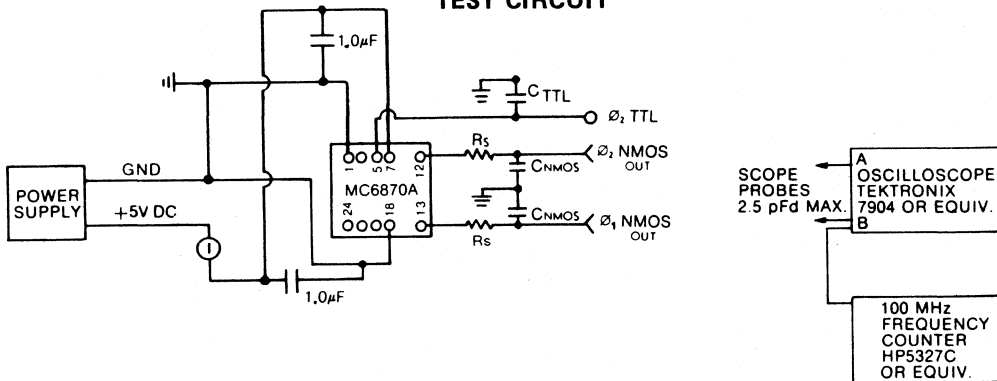 TEST CIRCUIT
1.0µF
C TTL
Ø₂ TTL
Rs
Ø₂ NMOS
OUT
CNMOS
1 5 7 12
MC6870A
24 18 13
CNMOS
Ø₁ NMOS
OUT
Rs
POWER
SUPPLY
GND
+5V DC
I
1.0µF
SCOPE
PROBES
2.5 pFd MAX.
A
OSCILLOSCOPE
TEKTRONIX
7904 OR EQUIV.
B
100 MHz
FREQUENCY
COUNTER
HP5327C
OR EQUIV.